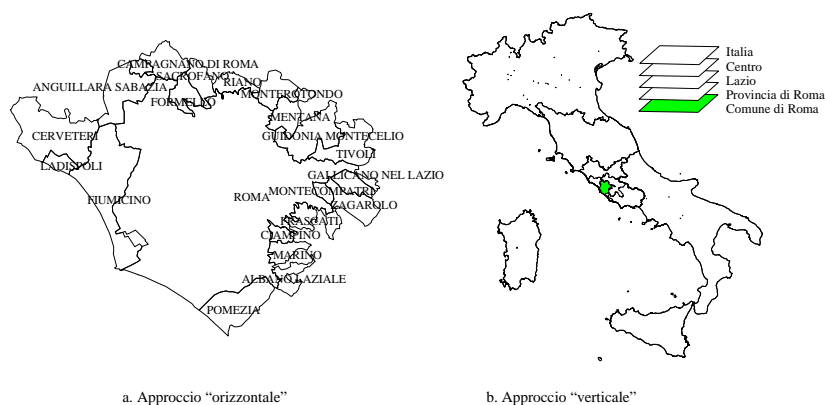 CAMPAGNANO DI ROMA
SACROFANO
RIANO
ANGUILLARA SABAZIA
MONTEROTONDO
FORMELLO
MENTANA
CERVETERI
GUIDONIA MONTECELIO
TIVOLI
LADISPOLI
GALLICANO NEL LAZIO
MONTECOMPATRI
ROMA
FIUMICINO
ZAGAROLO
FRASCATI
CIAMPINO
MARINO
ALBANO LAZIALE
POMEZIA
a. Approccio “orizzontale”
Italia
Centro
Lazio
Provincia di Roma
Comune di Roma
b. Approccio “verticale”